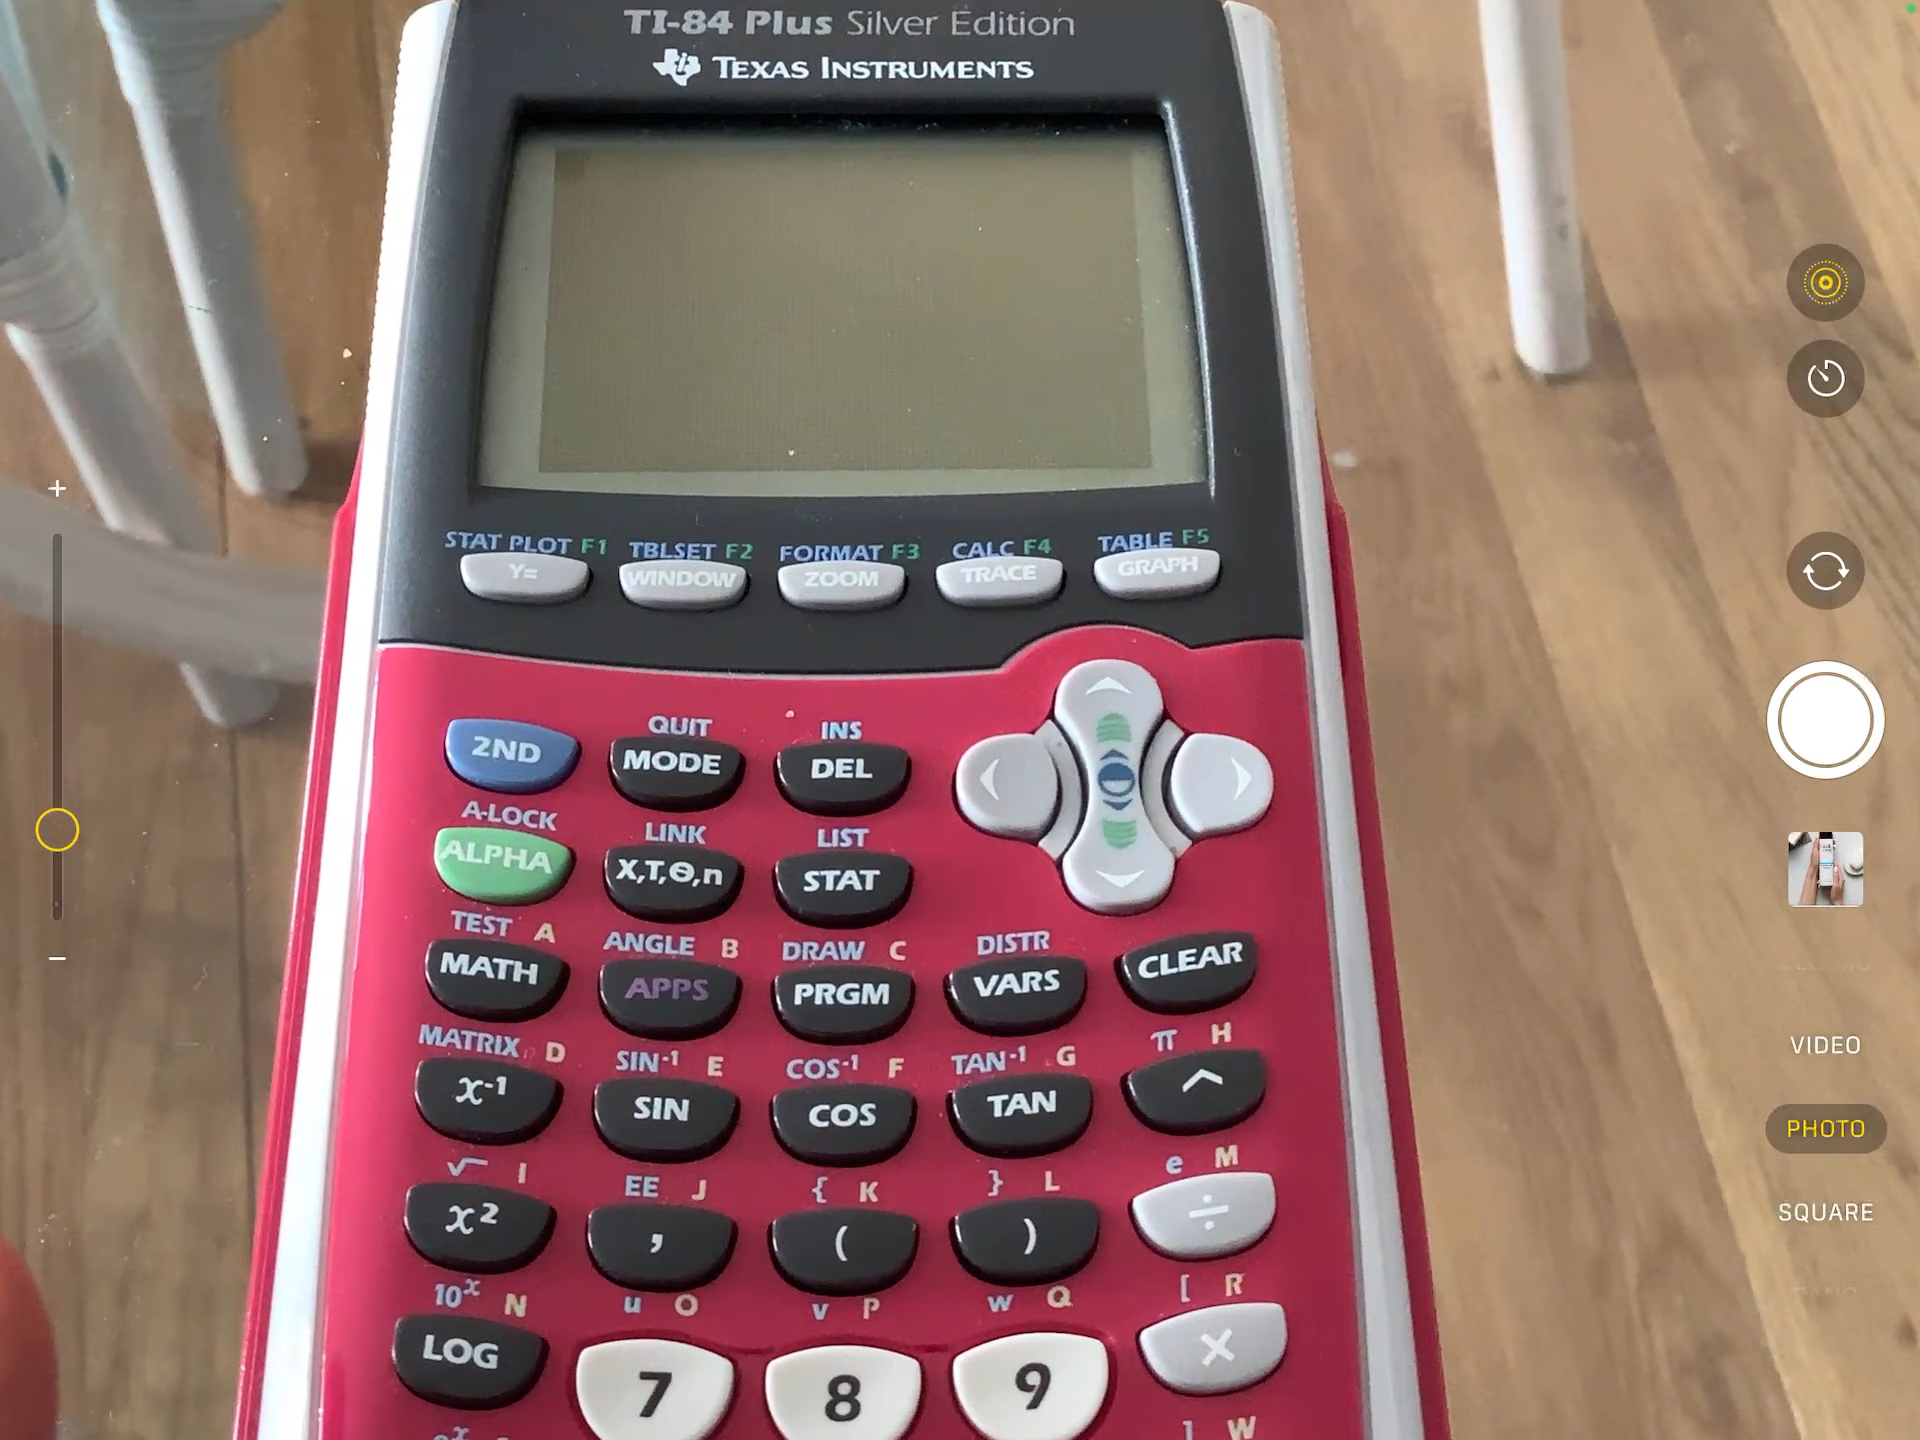 TI-84 Plus Silver Edition
TEXAS INSTRUMENTS
STAT PLOT F1 TBLSET F2 FORMAT F3 CALC F4 TABLE F5
Y= WINDOW ZOOM TRACE GRAPH
QUIT INS
2ND MODE DEL
A-LOCK LINK LIST
ALPHA X,T,Θ,n STAT
TEST A ANGLE B DRAW C DISTR
MATH APPS PRGM VARS CLEAR
MATRIX D SIN⁻¹ E COS⁻¹ F TAN⁻¹ G π H
x⁻¹ SIN COS TAN ^
√ I EE J { K } L e M
x² , ( ) ÷
10ˣ N u O v P w Q [ R
LOG 7 8 9 ×
] W
+
−
VIDEO
PHOTO
SQUARE